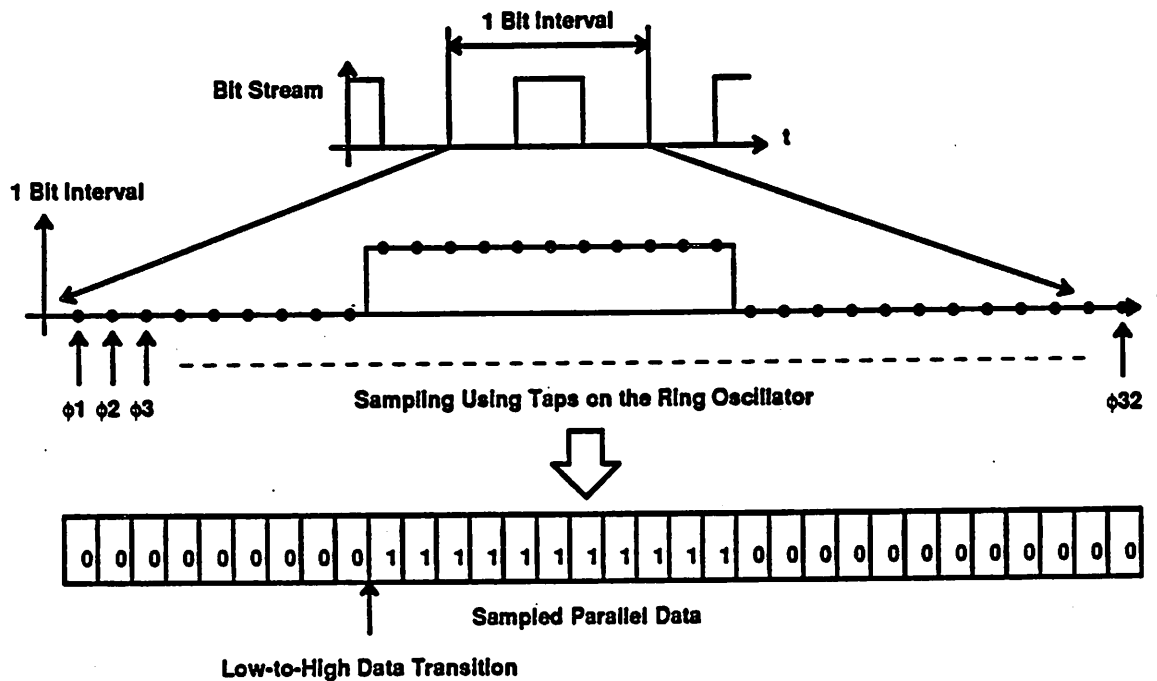 1 Bit Interval
Bit Stream
t
1 Bit Interval
ϕ1 ϕ2 ϕ3
Sampling Using Taps on the Ring Oscillator
ϕ32
0 0 0 0 0 0 0 0 0 1 1 1 1 1 1 1 1 1 1 1 0 0 0 0 0 0 0 0 0 0 0 0
Sampled Parallel Data
Low-to-High Data Transition